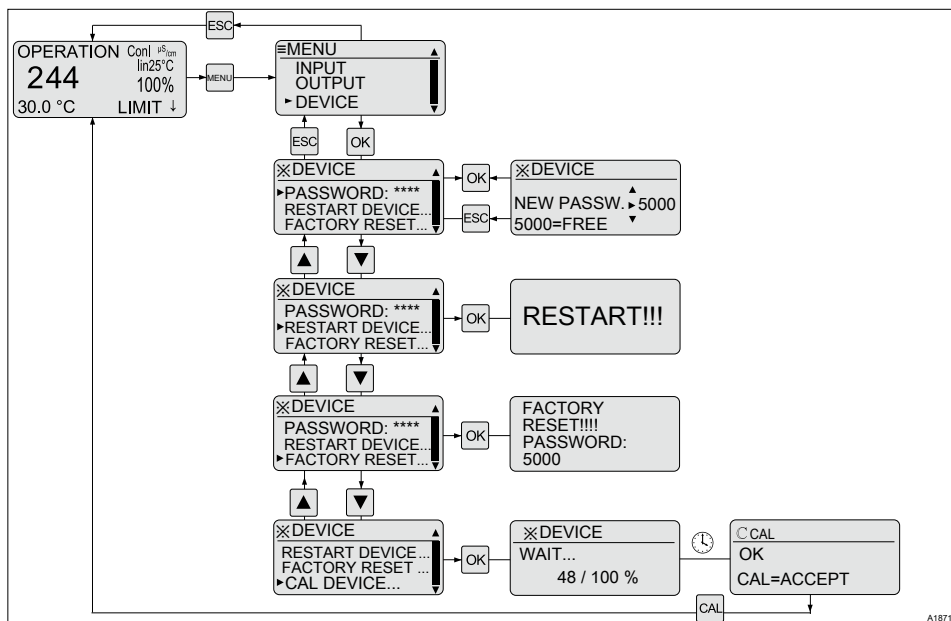 ESC
OPERATION ConI µS/cm
lin25°C
244 100%
30.0 °C LIMIT ↓
MENU
≡MENU ▲
INPUT
OUTPUT
► DEVICE ▼
ESC OK
※DEVICE ▲
►PASSWORD: ****
RESTART DEVICE...
FACTORY RESET... ▼
OK
ESC
※DEVICE
▲
NEW PASSW. ►5000
▼
5000=FREE
▲ ▼
※DEVICE ▲
PASSWORD: ****
►RESTART DEVICE...
FACTORY RESET... ▼
OK
RESTART!!!
▲ ▼
※DEVICE ▲
PASSWORD: ****
RESTART DEVICE...
► FACTORY RESET... ▼
OK
FACTORY
RESET!!!!
PASSWORD:
5000
▲ ▼
※DEVICE ▲
RESTART DEVICE...
FACTORY RESET ...
►CAL DEVICE... ▼
OK
※DEVICE
WAIT...
48 / 100 %
C CAL
OK
CAL=ACCEPT
CAL
A1871